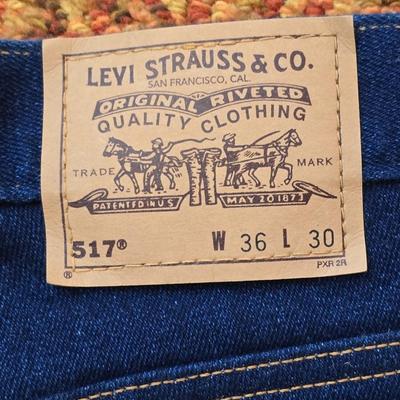 LEVI STRAUSS & CO.
SAN FRANCISCO, CAL.
ORIGINAL RIVETED
QUALITY CLOTHING
TRADE MARK
PATENTED IN U S MAY 20 1873
517® W 36 L 30
® PXR 2R